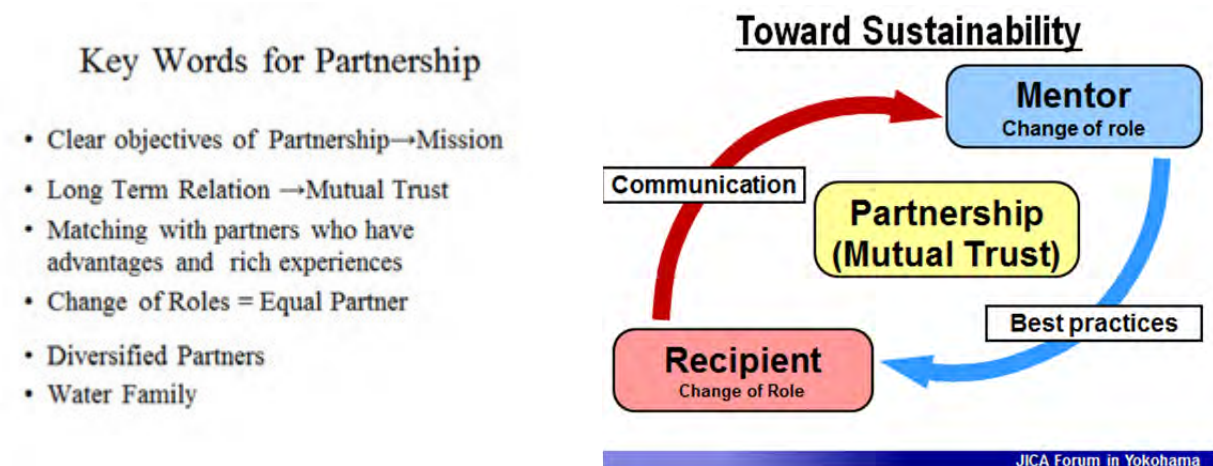 Key Words for Partnership
• Clear objectives of Partnership→Mission
• Long Term Relation →Mutual Trust
• Matching with partners who have
advantages and rich experiences
• Change of Roles = Equal Partner
• Diversified Partners
• Water Family
Toward Sustainability
Mentor
Change of role
Communication
Partnership
(Mutual Trust)
Best practices
Recipient
Change of Role
JICA Forum in Yokohama